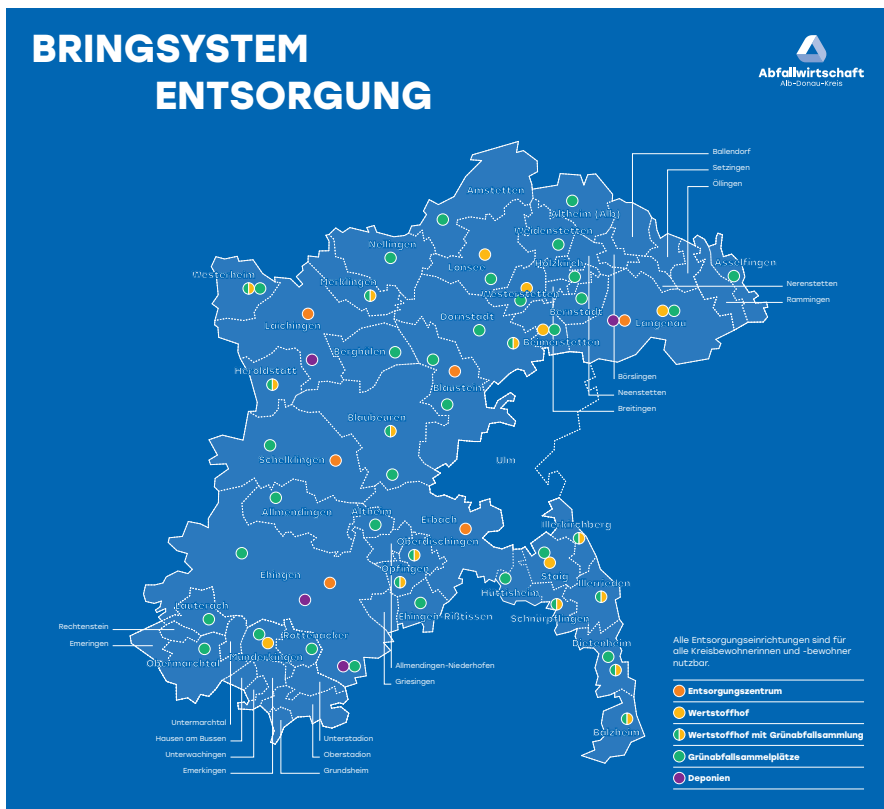 BRINGSYSTEM
ENTSORGUNG
Abfallwirtschaft
Alb-Donau-Kreis
Ballendorf
Setzingen
Öllingen
Amstetten
Altheim (Alb)
Weidenstetten
Nellingen
Lonsee
Holzkirch
Asselfingen
Westerheim
Merklingen
Westerstetten
Nerenstetten
Rammingen
Bernstadt
Langenau
Laichingen
Dornstadt
Beimerstetten
Berghülen
Heroldstatt
Blaustein
Börslingen
Neenstetten
Breitingen
Blaubeuren
Schelklingen
Ulm
Allmendingen
Altheim
Erbach
Illerkirchberg
Oberdischingen
Öpfingen
Staig
Ehingen
Hüttisheim
Illerrieden
Lauterach
Ehingen-Rißtissen
Schnürpflingen
Rechtenstein
Emeringen
Rottenacker
Munderkingen
Obermarchtal
Dietenheim
Allmendingen-Niederhofen
Griesingen
Untermarchtal
Hausen am Bussen
Unterwachingen
Emerkingen
Unterstadion
Oberstadion
Grundsheim
Balzheim
Alle Entsorgungseinrichtungen sind für
alle Kreisbewohnerinnen und -bewohner
nutzbar.
Entsorgungszentrum
Wertstoffhof
Wertstoffhof mit Grünabfallsammlung
Grünabfallsammelplätze
Deponien